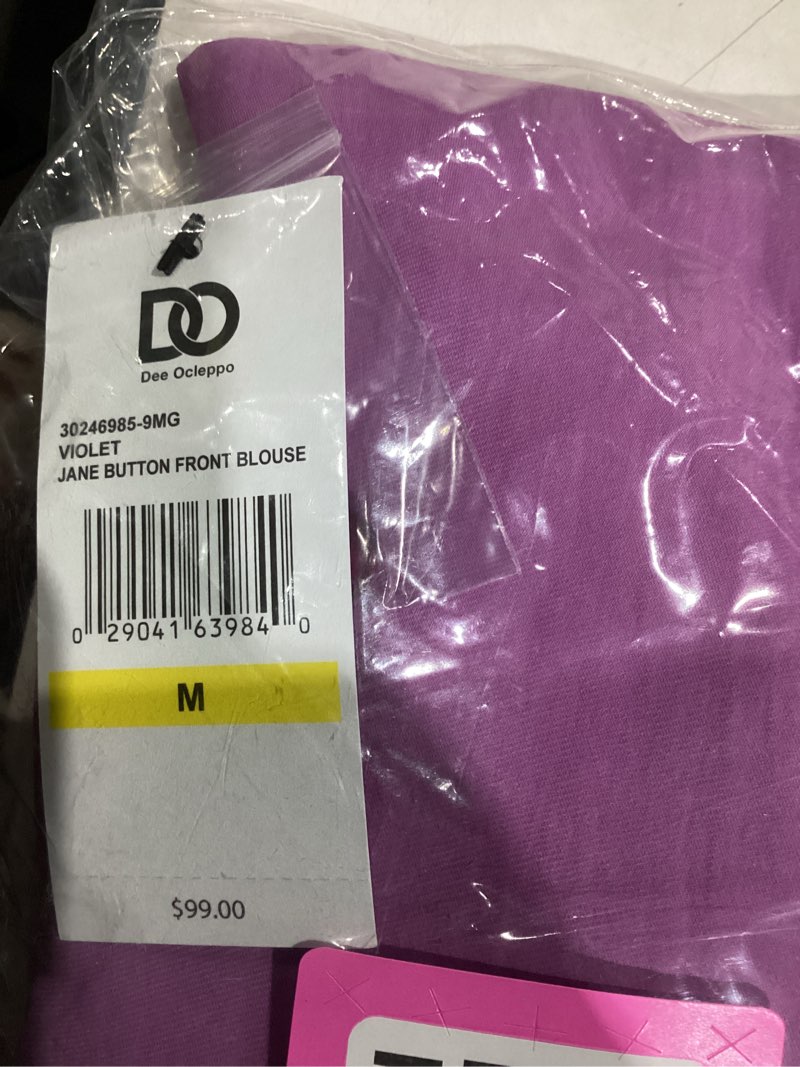 DO
Dee Ocleppo
30246985-9MG
VIOLET
JANE BUTTON FRONT BLOUSE
0 29041 63984 0
M
$99.00